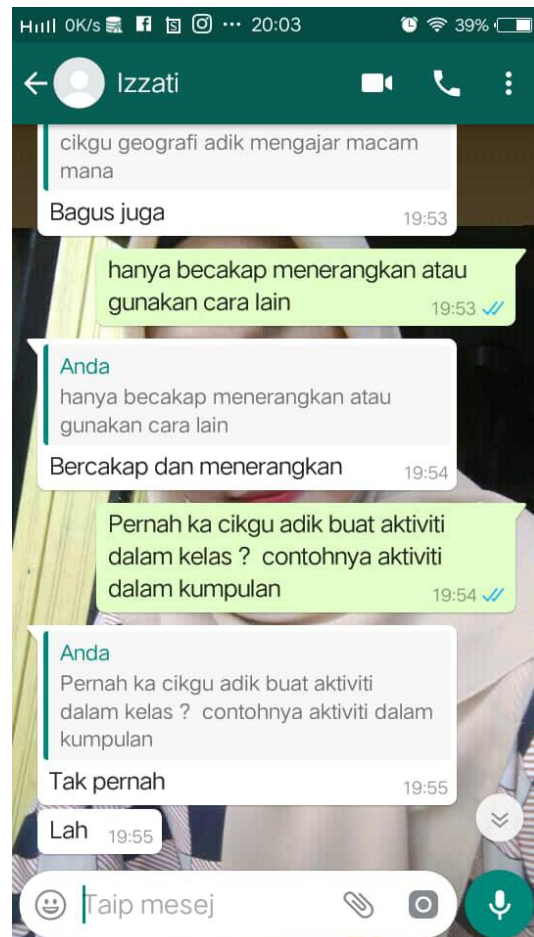 0K/s 20:03 39%
Izzati
cikgu geografi adik mengajar macam
mana
Bagus juga 19:53
hanya becakap menerangkan atau
gunakan cara lain 19:53
Anda
hanya becakap menerangkan atau
gunakan cara lain
Bercakap dan menerangkan 19:54
Pernah ka cikgu adik buat aktiviti
dalam kelas ? contohnya aktiviti
dalam kumpulan 19:54
Anda
Pernah ka cikgu adik buat aktiviti
dalam kelas ? contohnya aktiviti dalam
kumpulan
Tak pernah 19:55
Lah 19:55
Taip mesej